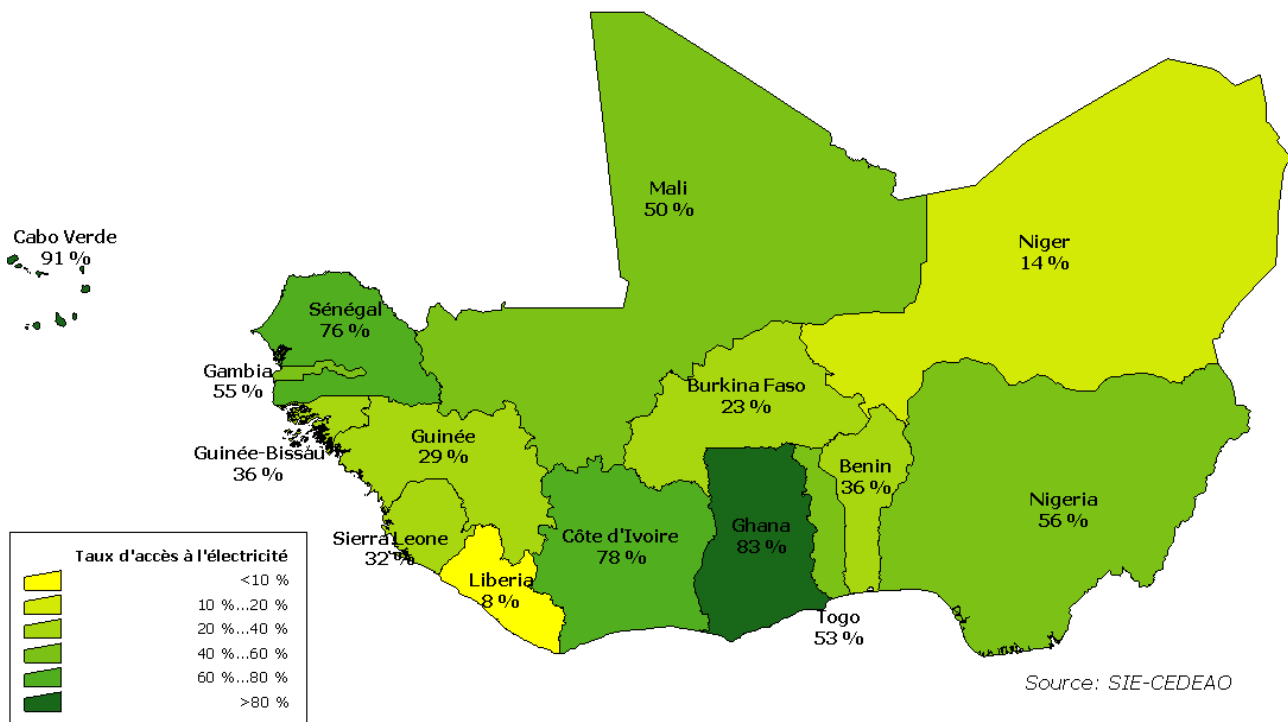 Mali
50 %
Niger
14 %
Cabo Verde
91 %
Sénégal
76 %
Gambia
55 %
Burkina Faso
23 %
Guinée
29 %
Guinée-Bissau
36 %
Benin
36 %
Nigeria
56 %
Sierra Leone
32 %
Côte d'Ivoire
78 %
Ghana
83 %
Liberia
8 %
Togo
53 %
Taux d'accès à l'électricité
<10 %
10 %...20 %
20 %...40 %
40 %...60 %
60 %...80 %
>80 %
Source: SIE-CEDEAO